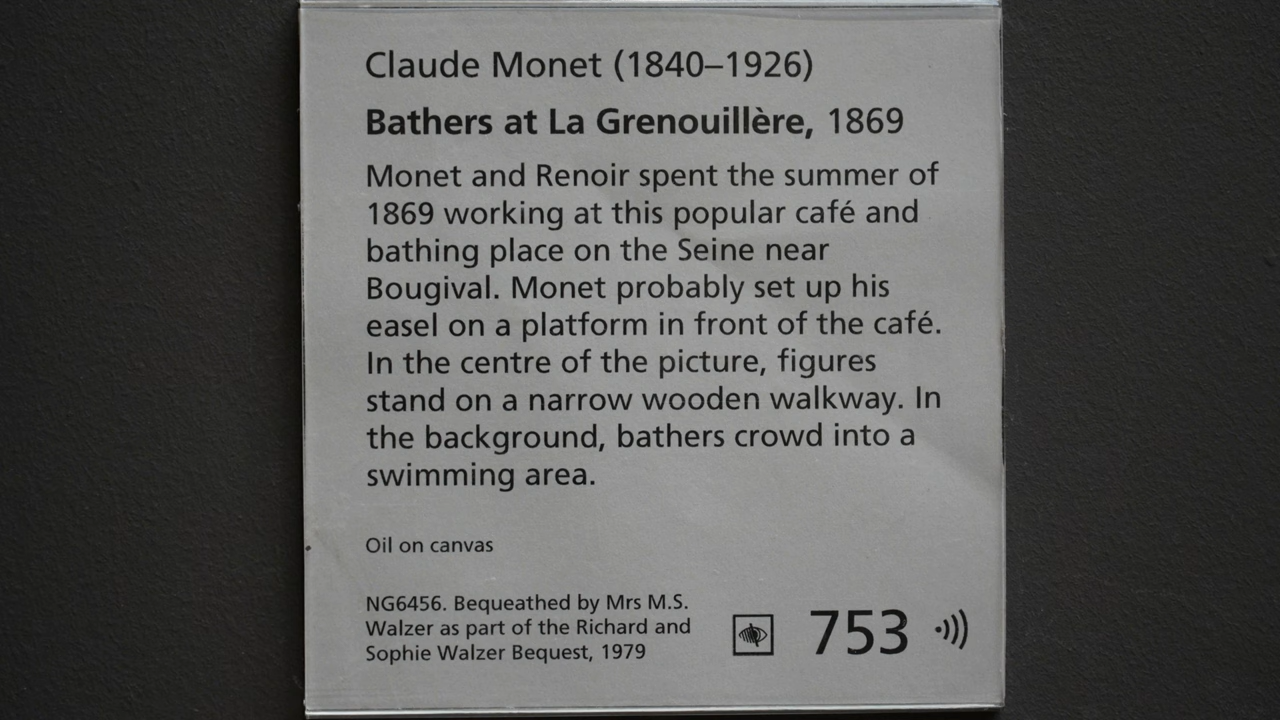 Claude Monet (1840–1926)
Bathers at La Grenouillère, 1869
Monet and Renoir spent the summer of
1869 working at this popular café and
bathing place on the Seine near
Bougival. Monet probably set up his
easel on a platform in front of the café.
In the centre of the picture, figures
stand on a narrow wooden walkway. In
the background, bathers crowd into a
swimming area.
Oil on canvas
NG6456. Bequeathed by Mrs M.S.
Walzer as part of the Richard and
Sophie Walzer Bequest, 1979
753